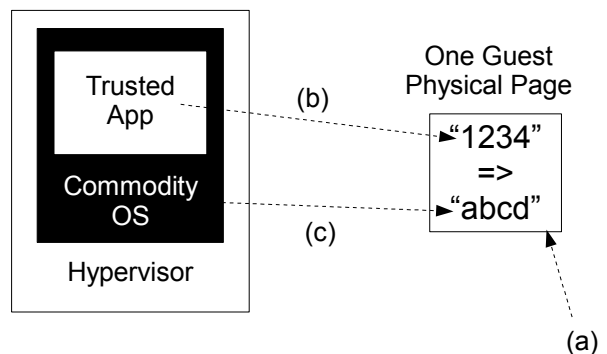 Trusted
App
Commodity
OS
Hypervisor
(b)
(c)
One Guest
Physical Page
“1234”
=>
“abcd”
(a)